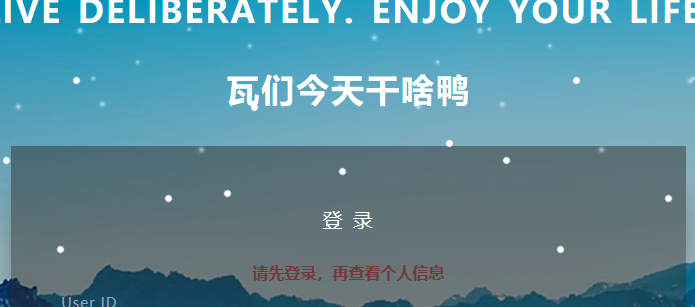 LIVE DELIBERATELY. ENJOY YOUR LIFE
瓦们今天干啥鸭
登 录
请先登录，再查看个人信息
User ID